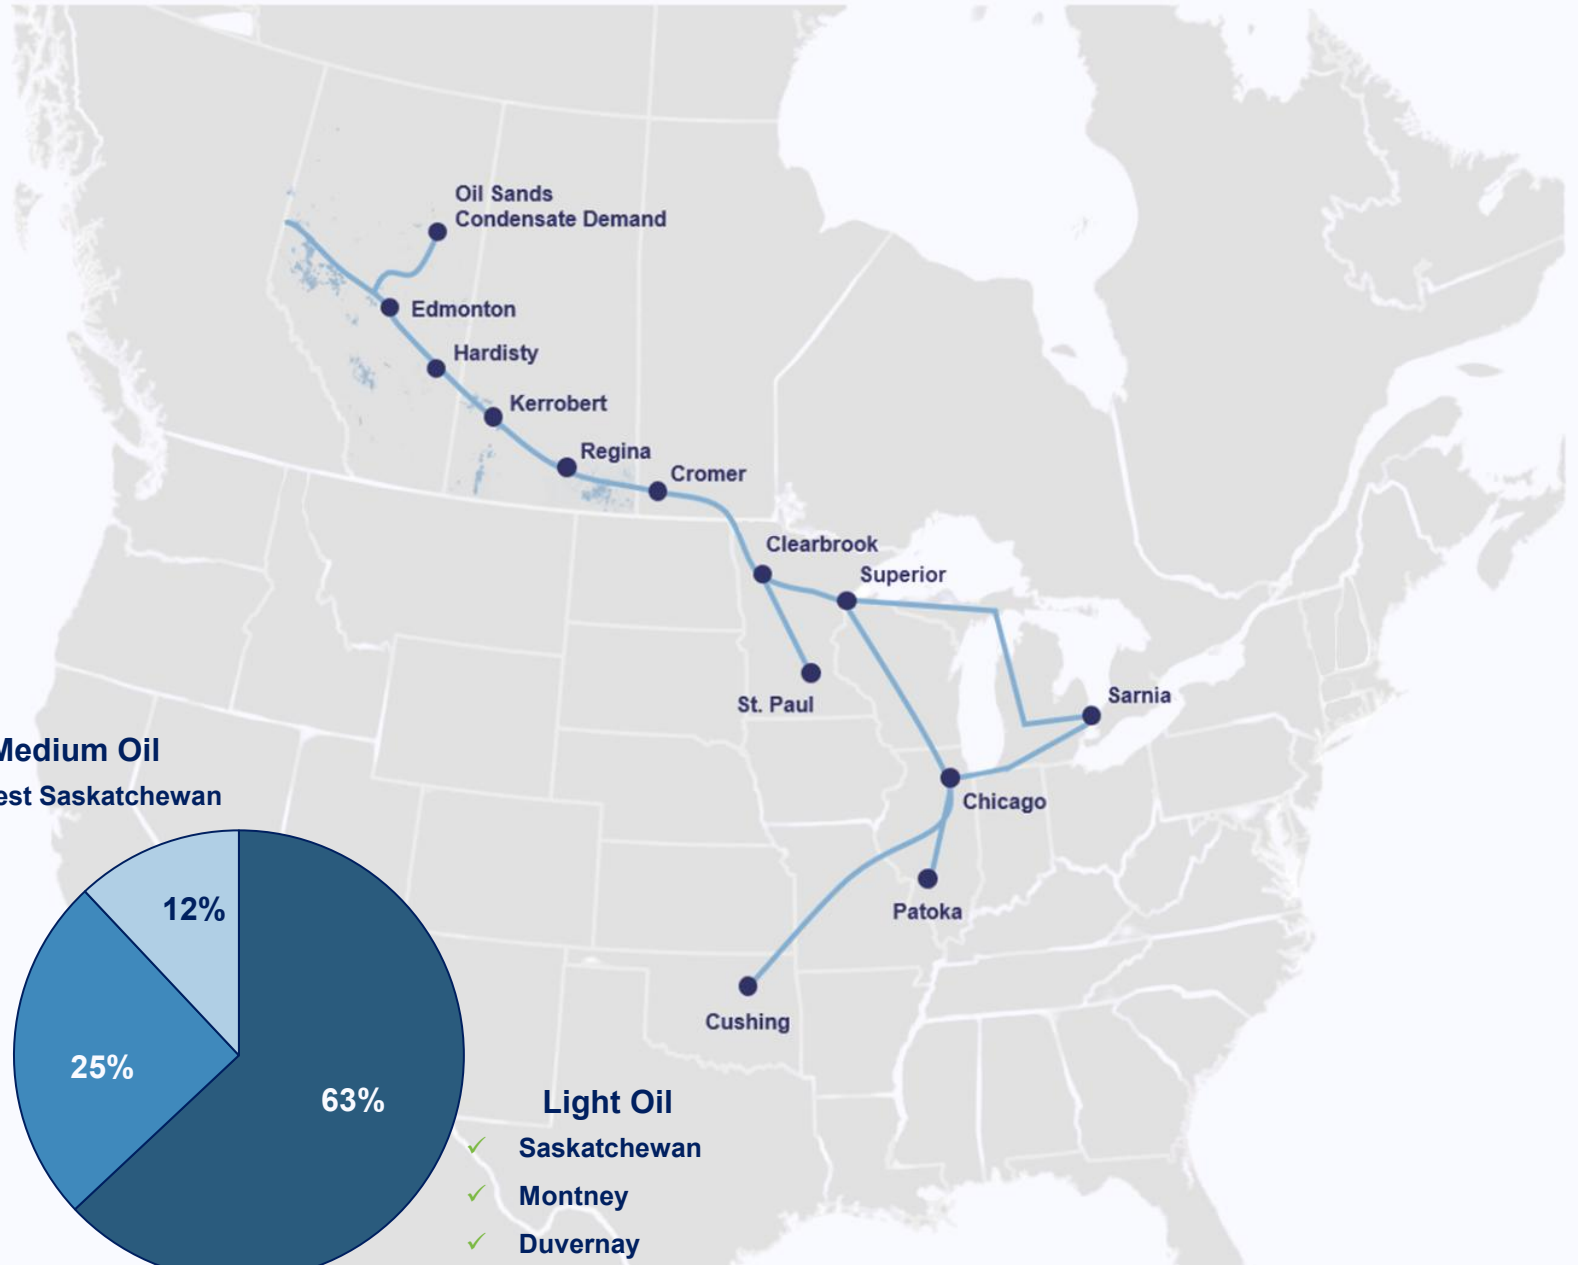 Oil Sands
Condensate Demand
Edmonton
Hardisty
Kerrobert
Regina
Cromer
Clearbrook
Superior
St. Paul
Sarnia
Chicago
Patoka
Cushing
Medium Oil
est Saskatchewan
12%
25%
63%
Light Oil
✓ Saskatchewan
✓ Montney
✓ Duvernay